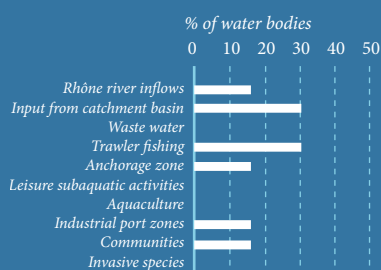 % of water bodies
0 10 20 30 40 50
Rhône river inflows
Input from catchment basin
Waste water
Trawler fishing
Anchorage zone
Leisure subaquatic activities
Aquaculture
Industrial port zones
Communities
Invasive species